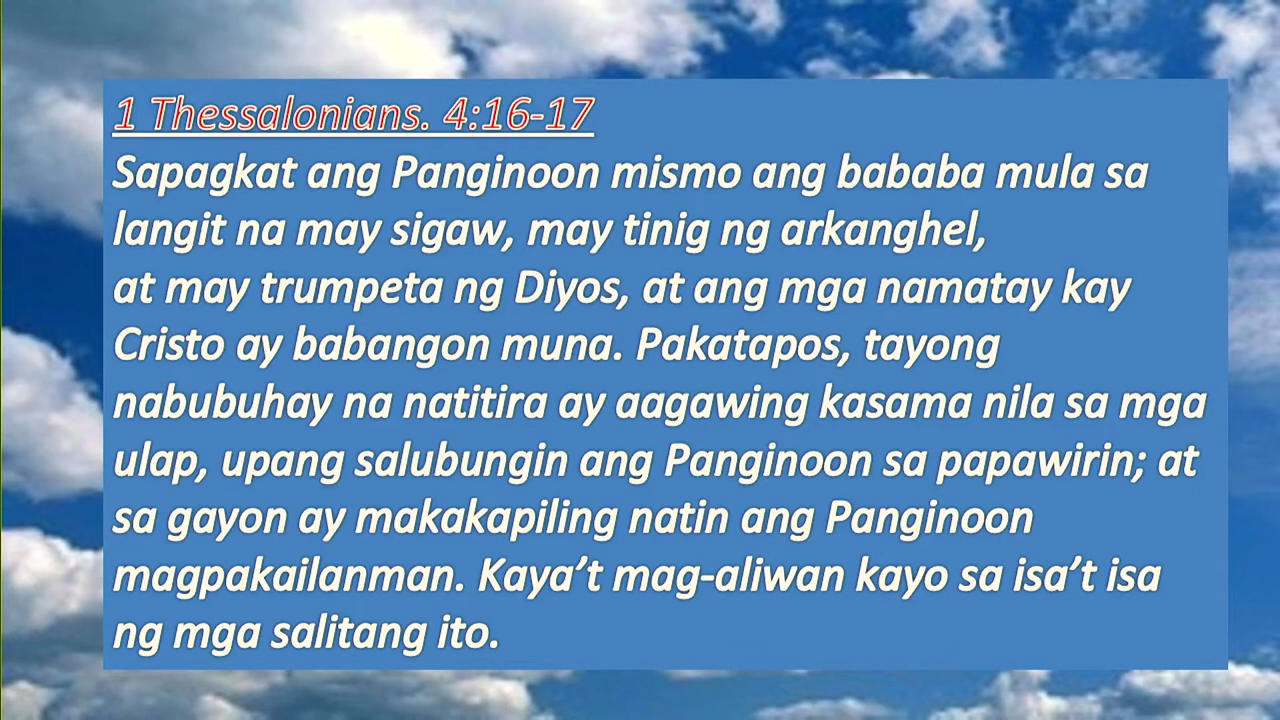 1 Thessalonians. 4:16-17
Sapagkat ang Panginoon mismo ang bababa mula sa
langit na may sigaw, may tinig ng arkanghel,
at may trumpeta ng Diyos, at ang mga namatay kay
Cristo ay babangon muna. Pakatapos, tayong
nabubuhay na natitira ay aagawing kasama nila sa mga
ulap, upang salubungin ang Panginoon sa papawirin; at
sa gayon ay makakapiling natin ang Panginoon
magpakailanman. Kaya’t mag-aliwan kayo sa isa’t isa
ng mga salitang ito.